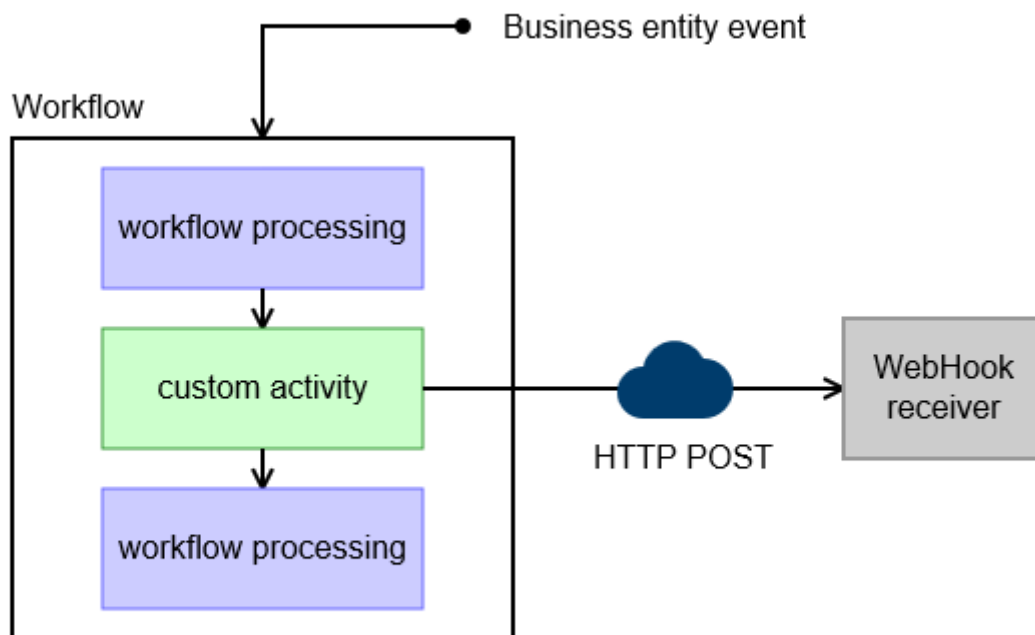 Business entity event
Workflow
workflow processing
custom activity
WebHook
receiver
HTTP POST
workflow processing